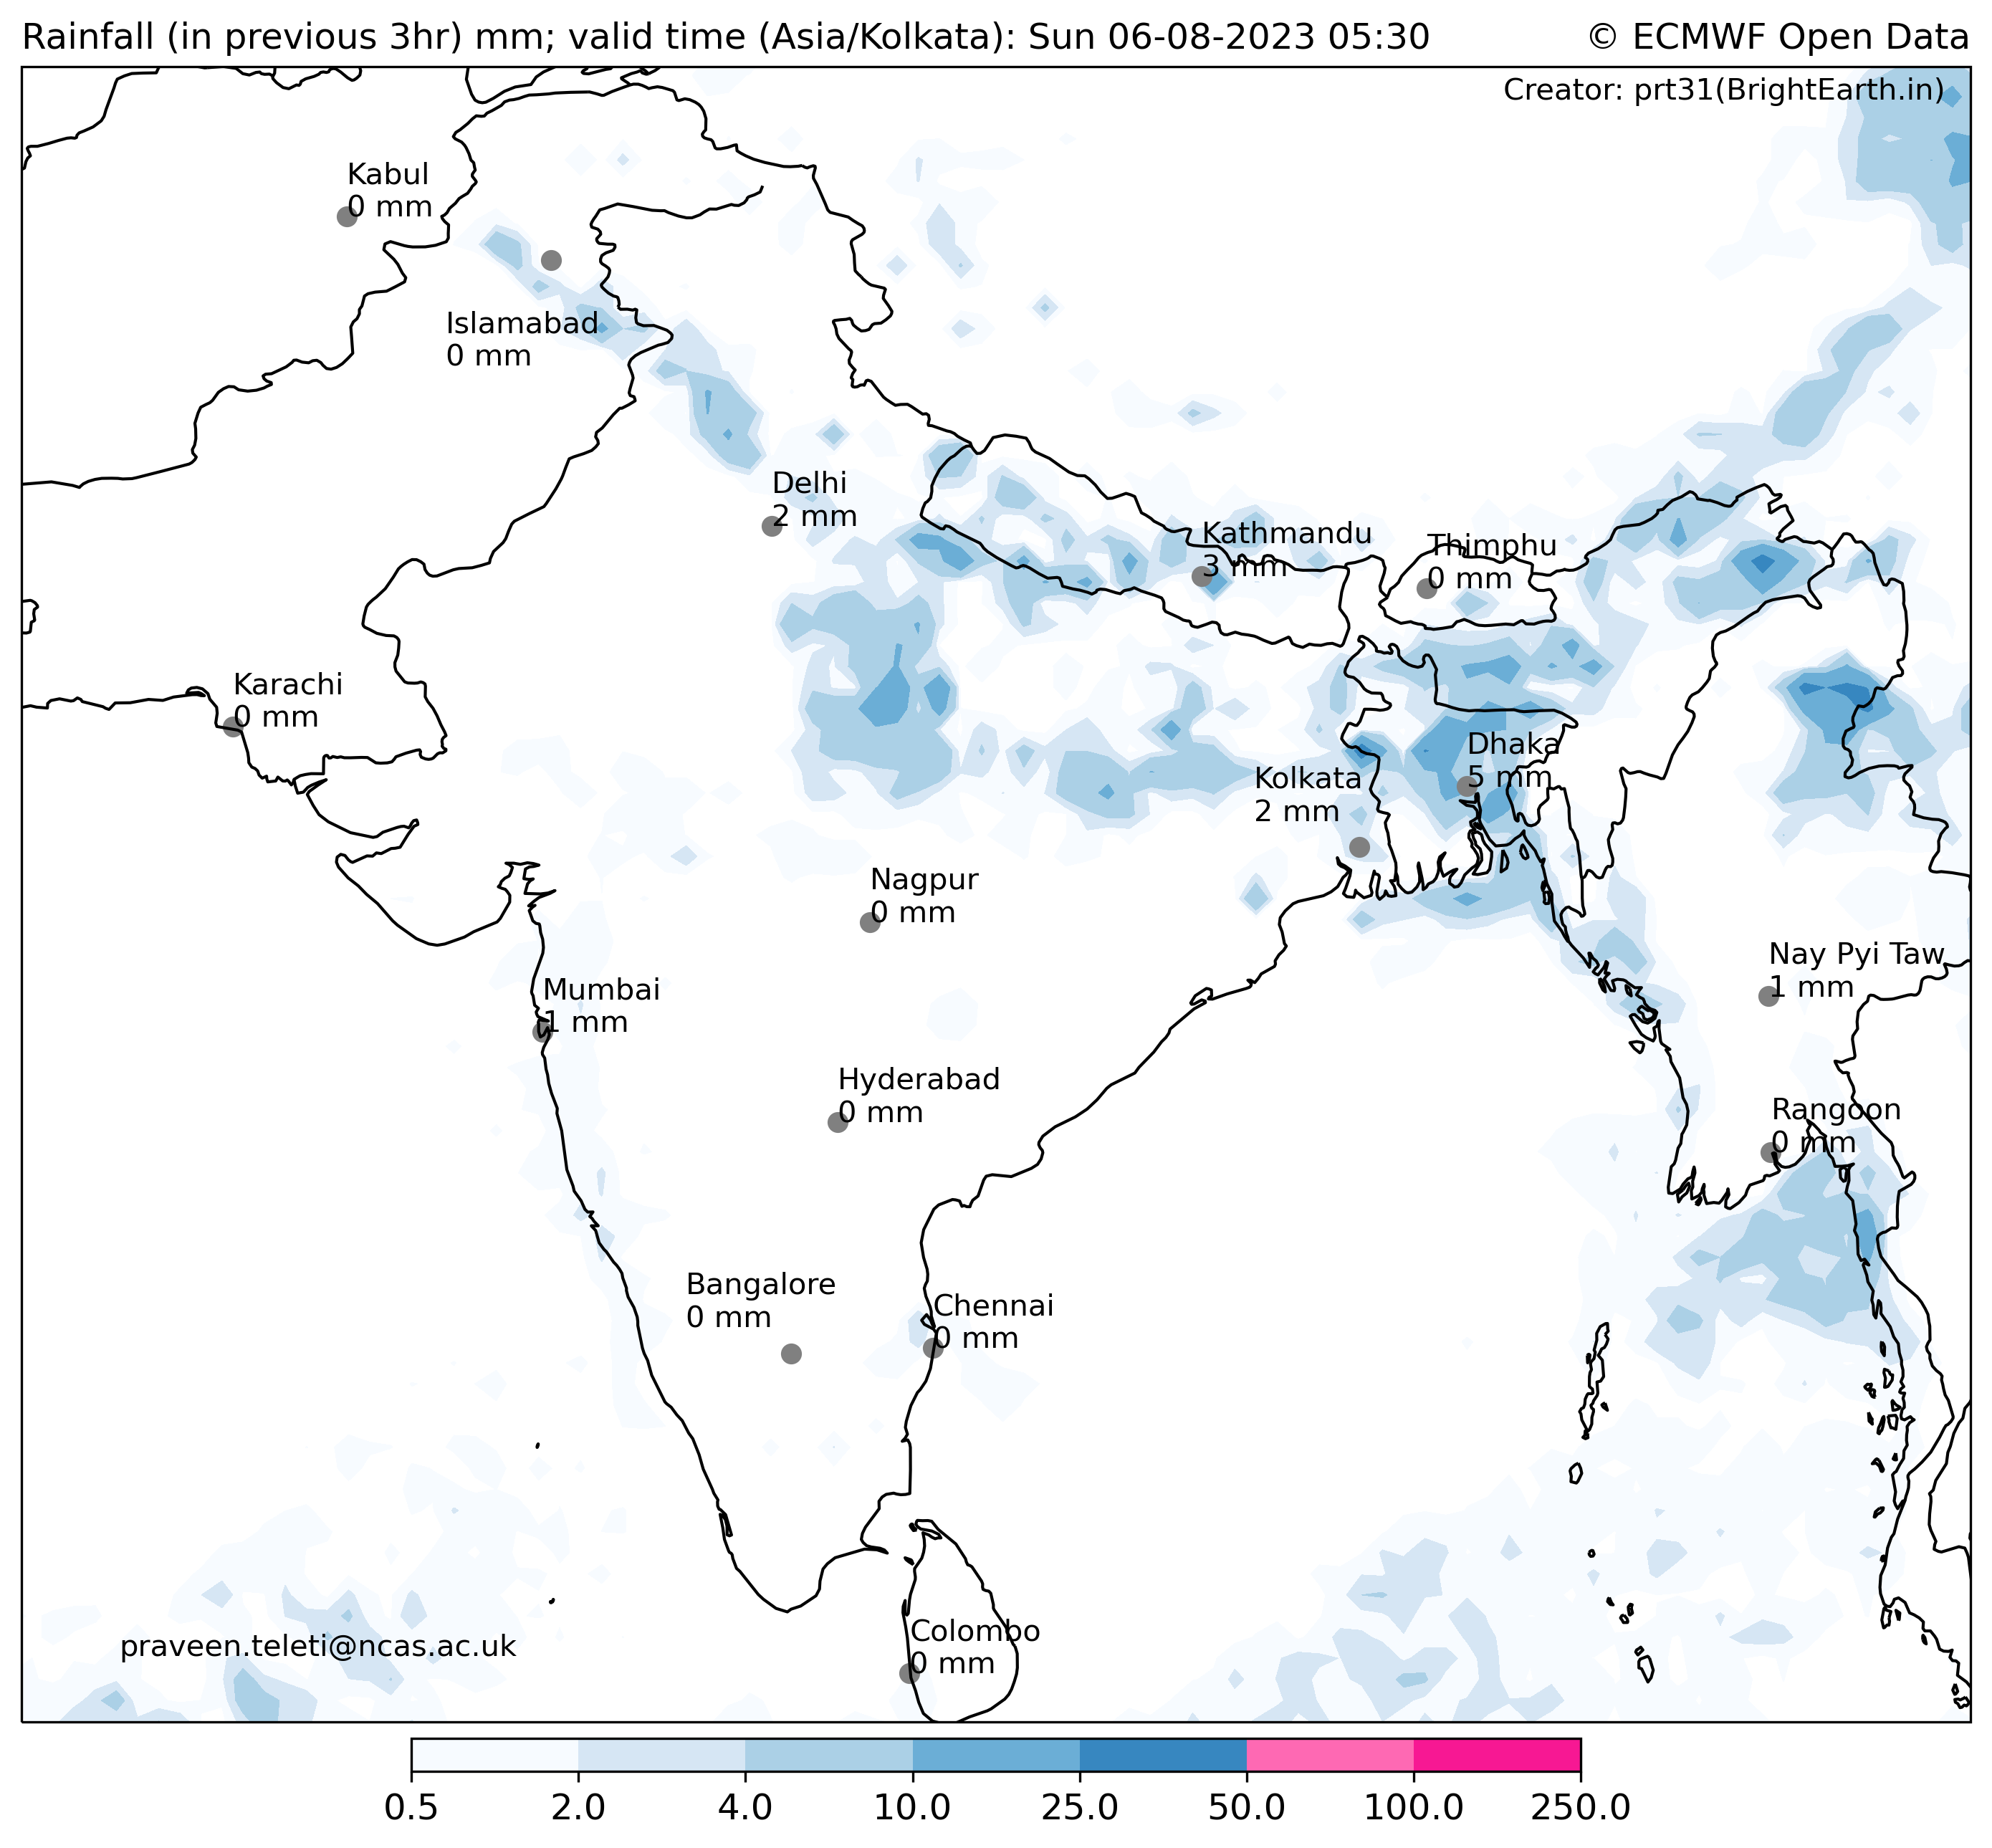 Rainfall (in previous 3hr) mm; valid time (Asia/Kolkata): Sun 06-08-2023 05:30
© ECMWF Open Data
Creator: prt31(BrightEarth.in)
Kabul
0 mm
Islamabad
0 mm
Delhi
2 mm
Kathmandu
3 mm
Thimphu
0 mm
Karachi
0 mm
Dhaka
5 mm
Kolkata
2 mm
Nagpur
0 mm
Nay Pyi Taw
1 mm
Mumbai
1 mm
Hyderabad
0 mm
Rangoon
0 mm
Bangalore
0 mm
Chennai
0 mm
Colombo
0 mm
praveen.teleti@ncas.ac.uk
0.5 2.0 4.0 10.0 25.0 50.0 100.0 250.0